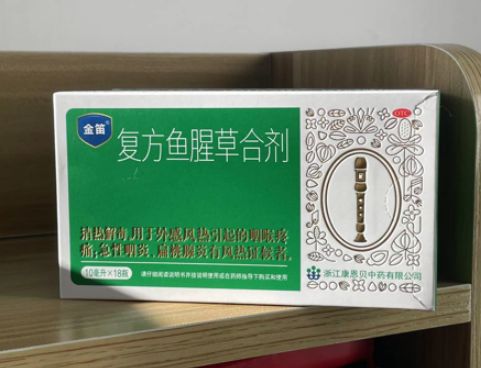 金笛
OTC
复方鱼腥草合剂
清热解毒。用于外感风热引起的咽喉疼
痛;急性咽炎、扁桃腺炎有风热证候者。
10毫升×18瓶
请仔细阅读说明书并按说明使用或在药师指导下购买和使用
浙江康恩贝中药有限公司